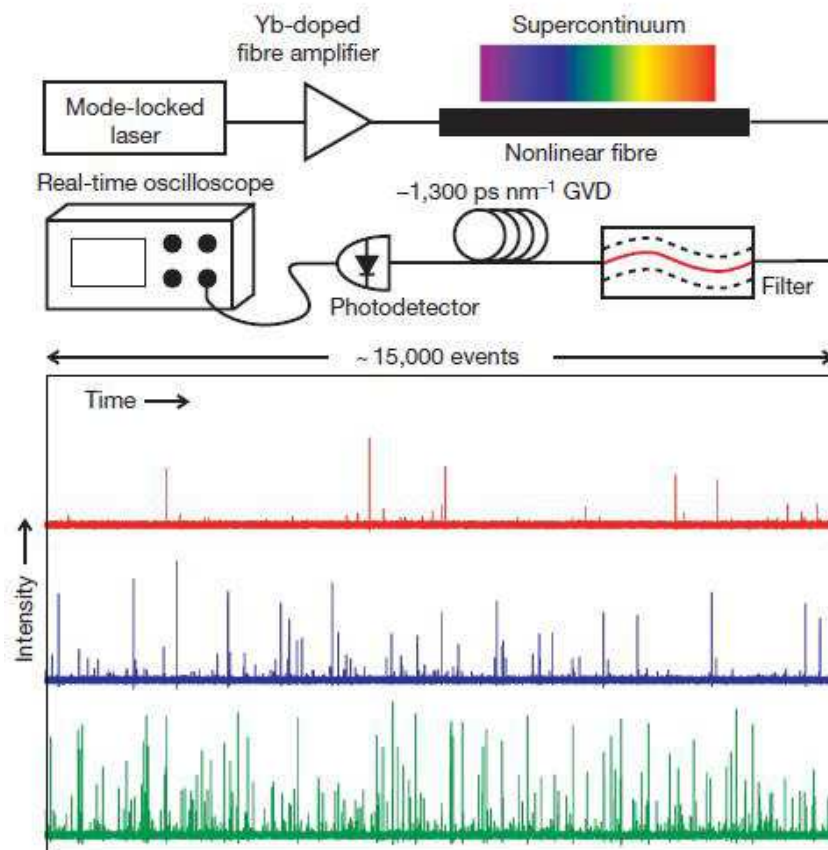 Yb-doped
fibre amplifier
Supercontinuum
Mode-locked
laser
Nonlinear fibre
Real-time oscilloscope
–1,300 ps nm⁻¹ GVD
Photodetector
Filter
~ 15,000 events
Time
Intensity